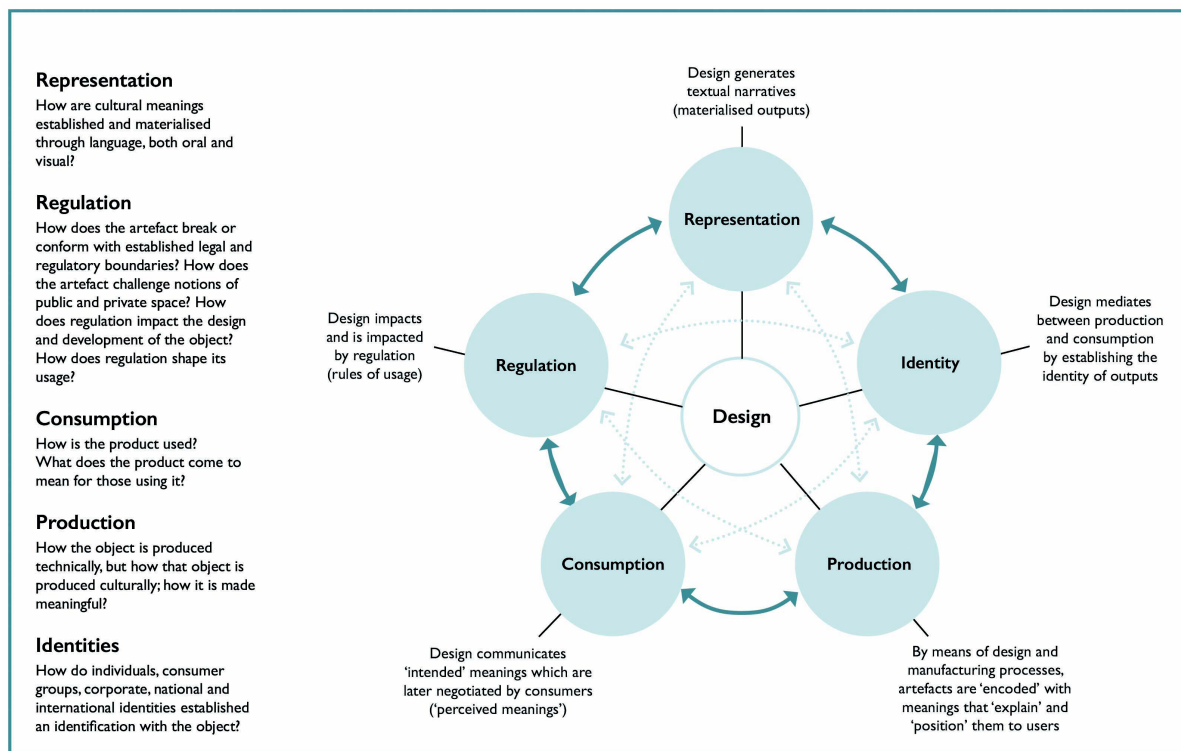 Representation
How are cultural meanings
established and materialised
through language, both oral and
visual?
Regulation
How does the artefact break or
conform with established legal and
regulatory boundaries? How does
the artefact challenge notions of
public and private space? How
does regulation impact the design
and development of the object?
How does regulation shape its
usage?
Consumption
How is the product used?
What does the product come to
mean for those using it?
Production
How the object is produced
technically, but how that object is
produced culturally; how it is made
meaningful?
Identities
How do individuals, consumer
groups, corporate, national and
international identities established
an identification with the object?
Design generates
textual narratives
(materialised outputs)
Representation
Design impacts
and is impacted
by regulation
(rules of usage)
Regulation
Identity
Design mediates
between production
and consumption
by establishing the
identity of outputs
Design
Consumption
Production
Design communicates
‘intended’ meanings which are
later negotiated by consumers
(‘perceived meanings’)
By means of design and
manufacturing processes,
artefacts are ‘encoded’ with
meanings that ‘explain’ and
‘position’ them to users